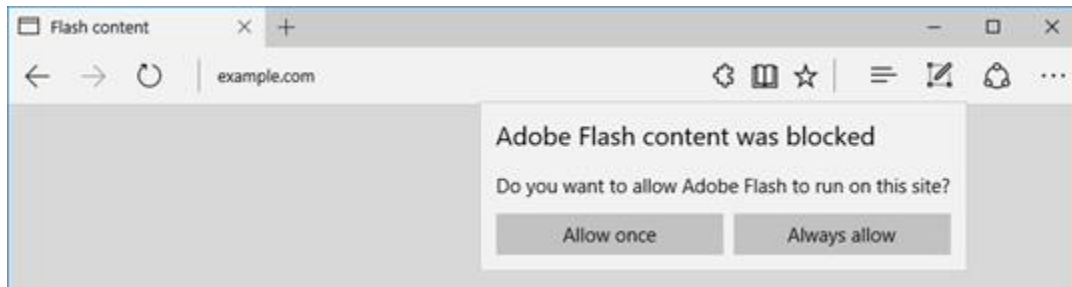 Flash content
example.com
Adobe Flash content was blocked
Do you want to allow Adobe Flash to run on this site?
Allow once
Always allow